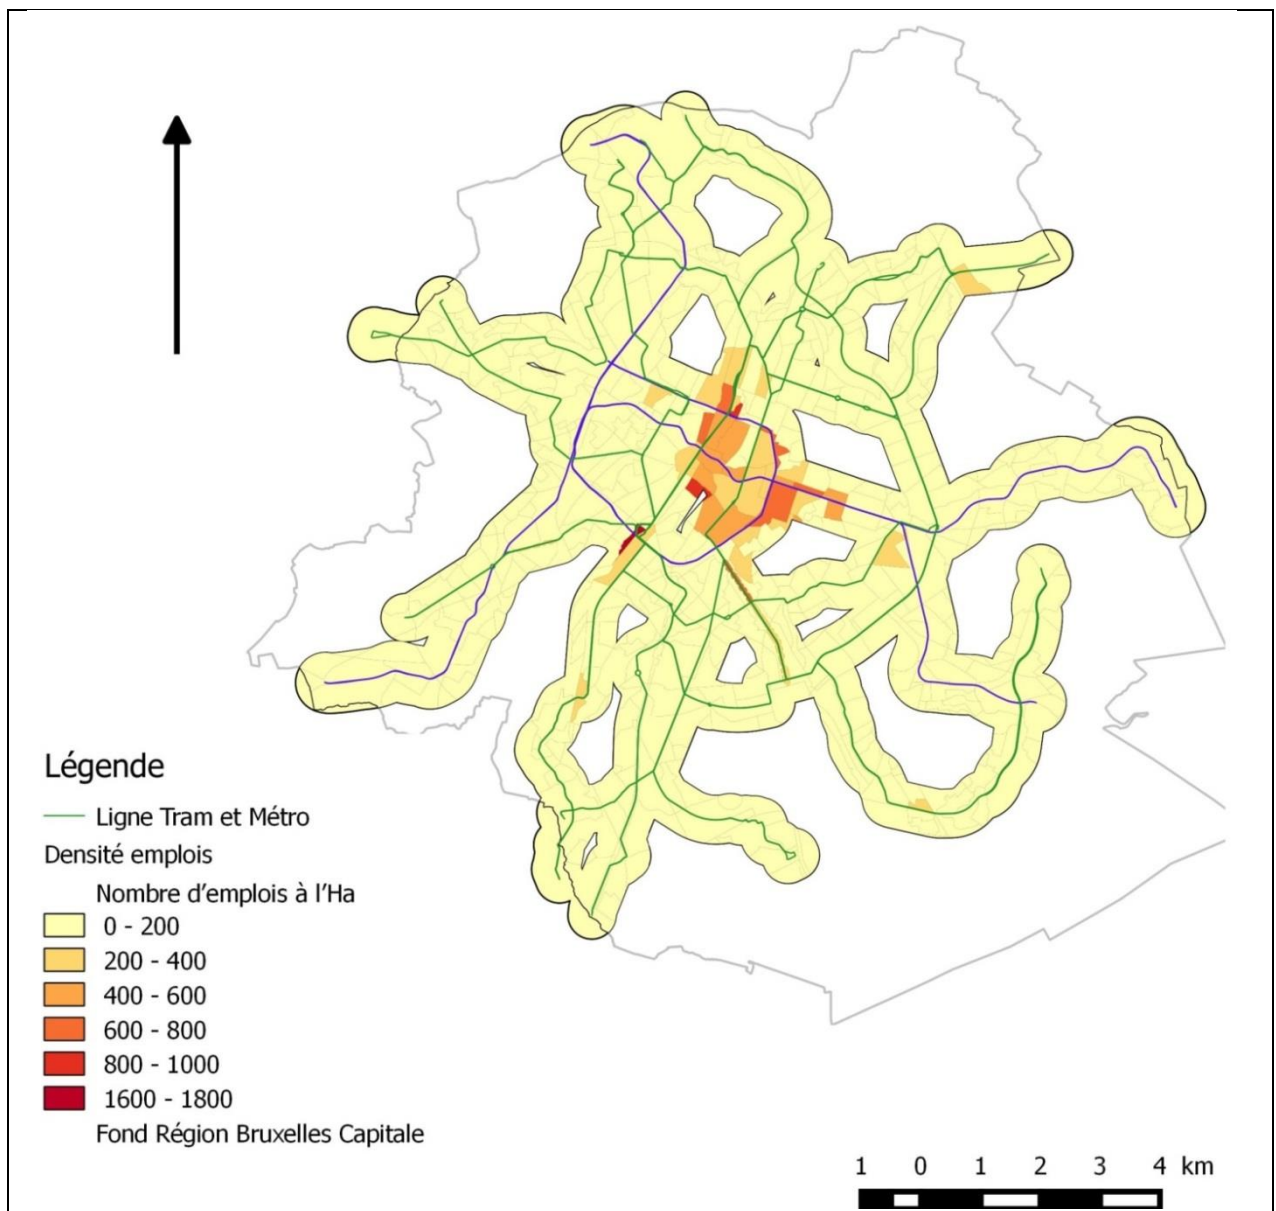 Légende
Ligne Tram et Métro
Densité emplois
Nombre d’emplois à l’Ha
0 - 200
200 - 400
400 - 600
600 - 800
800 - 1000
1600 - 1800
Fond Région Bruxelles Capitale
1 0 1 2 3 4 km